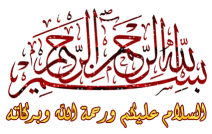 بسم الله الرحمن الرحيم
السلام عليكم ورحمة الله وبركاته